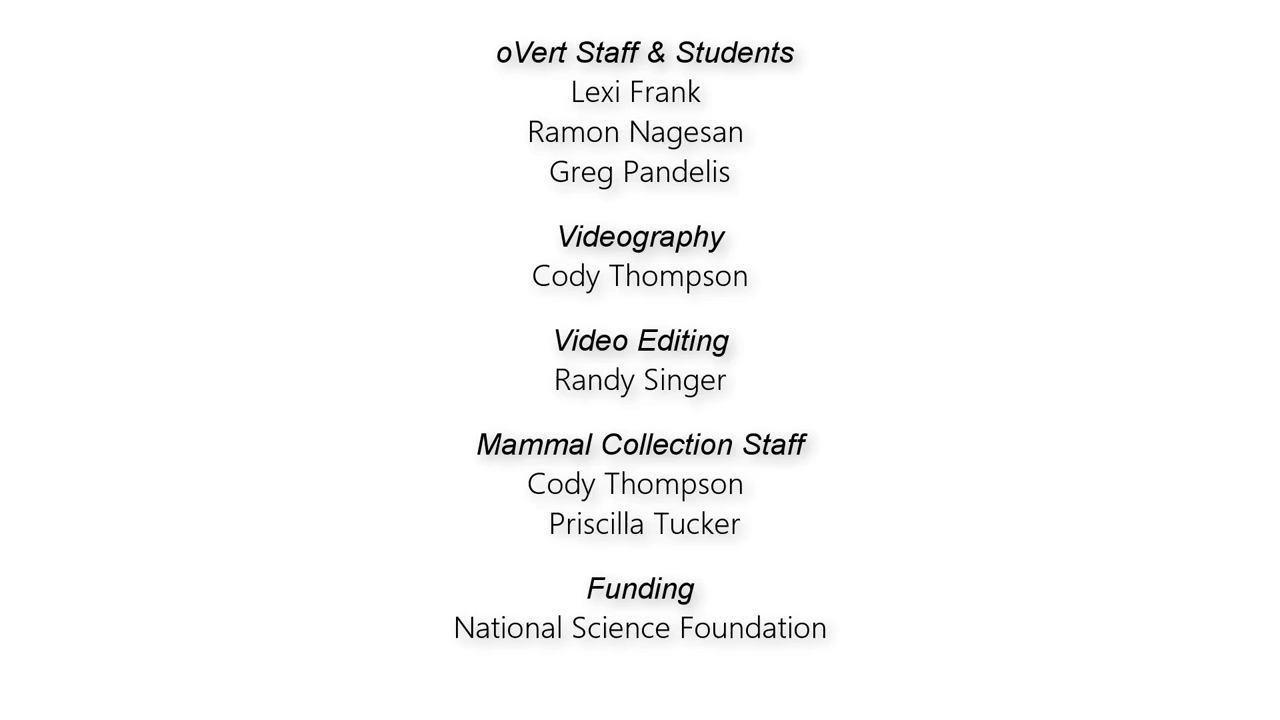 oVert Staff & Students
Lexi Frank
Ramon Nagesan
Greg Pandelis
Videography
Cody Thompson
Video Editing
Randy Singer
Mammal Collection Staff
Cody Thompson
Priscilla Tucker
Funding
National Science Foundation